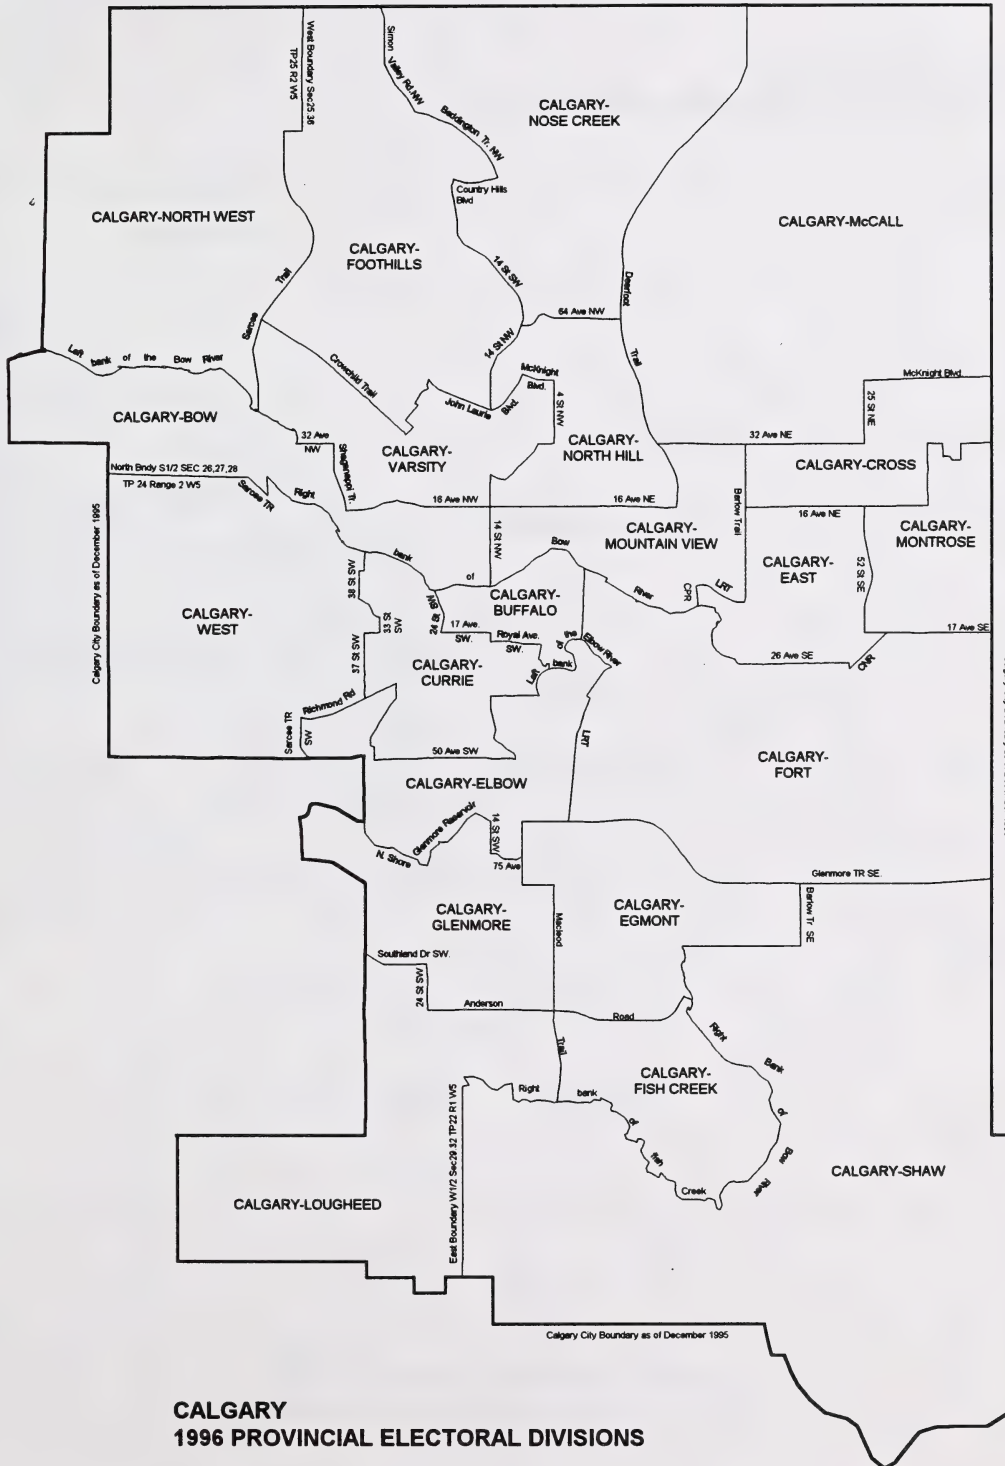 West Boundary Sec25 36
TP25 R2 W5
Simon
Valley Rd.NW
Beddington Tr. NW
CALGARY-
NOSE CREEK
Country Hills
Blvd
CALGARY-NORTH WEST
CALGARY-
FOOTHILLS
CALGARY-McCALL
14 St SW
Deerfoot
Trail
64 Ave NW
14 St NW
Sarcee
Trail
Left bank of the Bow River
Crowchild Trail
McKnight
Blvd.
John Laurie
Blvd.
4 St NW
McKnight Blvd.
25 St NE
CALGARY-BOW
32 Ave
NW
Shaganappi Tr.
CALGARY-
VARSITY
CALGARY-
NORTH HILL
32 Ave NE
CALGARY-CROSS
North Bndy S1/2 SEC 26,27,28
TP 24 Range 2 W5
Sarcee TR
Right
bank
of
Bow
River
16 Ave NW
16 Ave NE
Barlow Trail
16 Ave NE
14 St NW
CALGARY-
MOUNTAIN VIEW
CALGARY-
MONTROSE
CALGARY-
EAST
52 St SE
Calgary City Boundary as of December 1995
CALGARY-
WEST
38 St SW
33 St
SW
37 St SW
24 St SW
CALGARY-
BUFFALO
17 Ave.
SW.
Royal Ave.
SW.
Left
bank
of
the
Elbow River
CPR
LRT
17 Ave SE
26 Ave SE
CNR
CALGARY-
CURRIE
Richmond Rd
Sarcee TR
SW
50 Ave SW
LRT
CALGARY-
FORT
CALGARY-ELBOW
N. Shore
Glenmore Reservoir
14 St SW
75 Ave
Glenmore TR SE.
Barlow Tr SE
CALGARY-
GLENMORE
CALGARY-
EGMONT
Macleod
Trail
Southland Dr SW.
24 St SW
Anderson
Road
Right
Bank
of
Bow
River
CALGARY-
FISH CREEK
Right
bank
of
fish
Creek
East Boundary W1/2 Sec29 32 TP22 R1 W5
CALGARY-SHAW
CALGARY-LOUGHEED
Calgary City Boundary as of December 1995
CALGARY
1996 PROVINCIAL ELECTORAL DIVISIONS